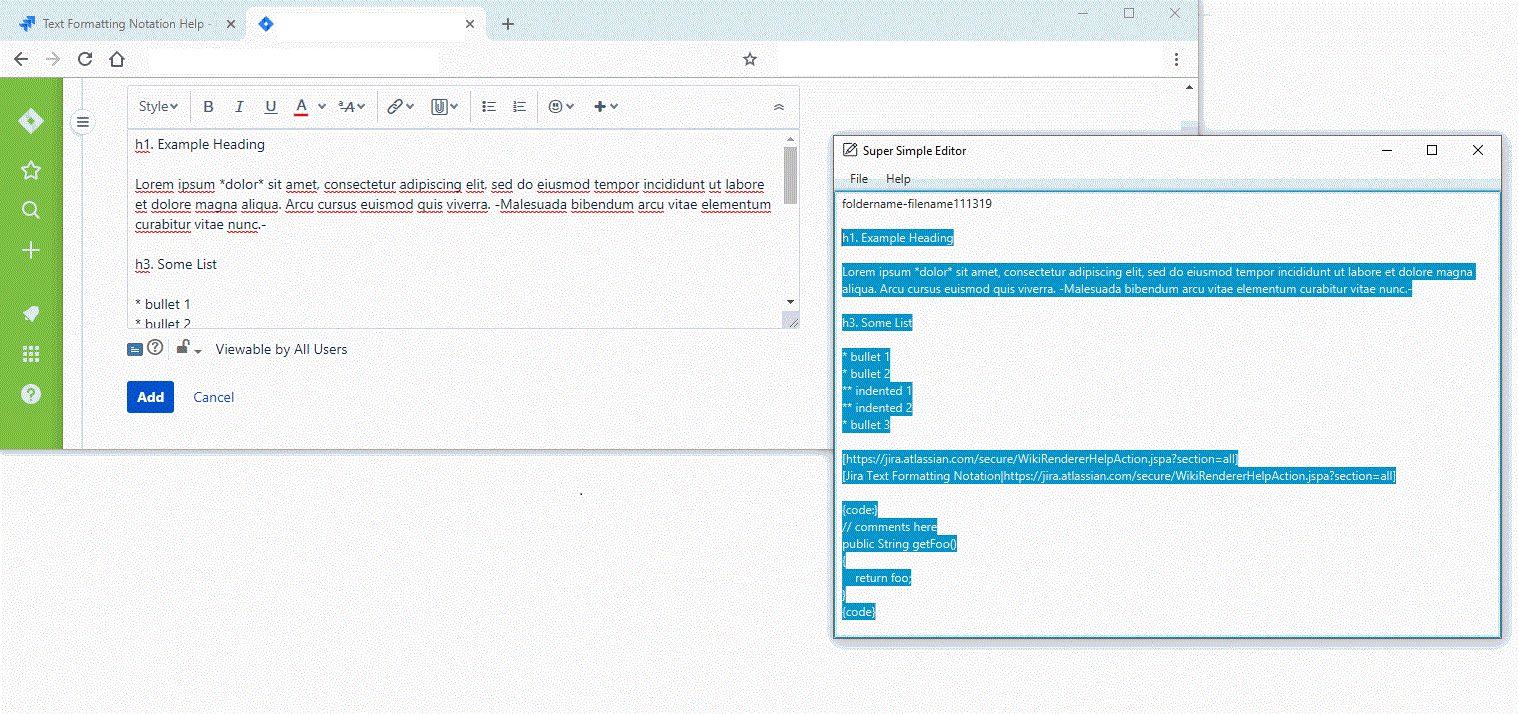 Text Formatting Notation Help -
Style
B I U A A
h1. Example Heading
Lorem ipsum *dolor* sit amet, consectetur adipiscing elit, sed do eiusmod tempor incididunt ut labore
et dolore magna aliqua. Arcu cursus euismod quis viverra. -Malesuada bibendum arcu vitae elementum
curabitur vitae nunc.-
h3. Some List
* bullet 1
* bullet 2
Viewable by All Users
Add Cancel
Super Simple Editor
File Help
foldername-filename111319
h1. Example Heading
Lorem ipsum *dolor* sit amet, consectetur adipiscing elit, sed do eiusmod tempor incididunt ut labore et dolore magna
aliqua. Arcu cursus euismod quis viverra. -Malesuada bibendum arcu vitae elementum curabitur vitae nunc.-
h3. Some List
* bullet 1
* bullet 2
** indented 1
** indented 2
* bullet 3
[https://jira.atlassian.com/secure/WikiRendererHelpAction.jspa?section=all]
[Jira Text Formatting Notation|https://jira.atlassian.com/secure/WikiRendererHelpAction.jspa?section=all]
{code:}
// comments here
public String getFoo()
{
return foo;
}
{code}